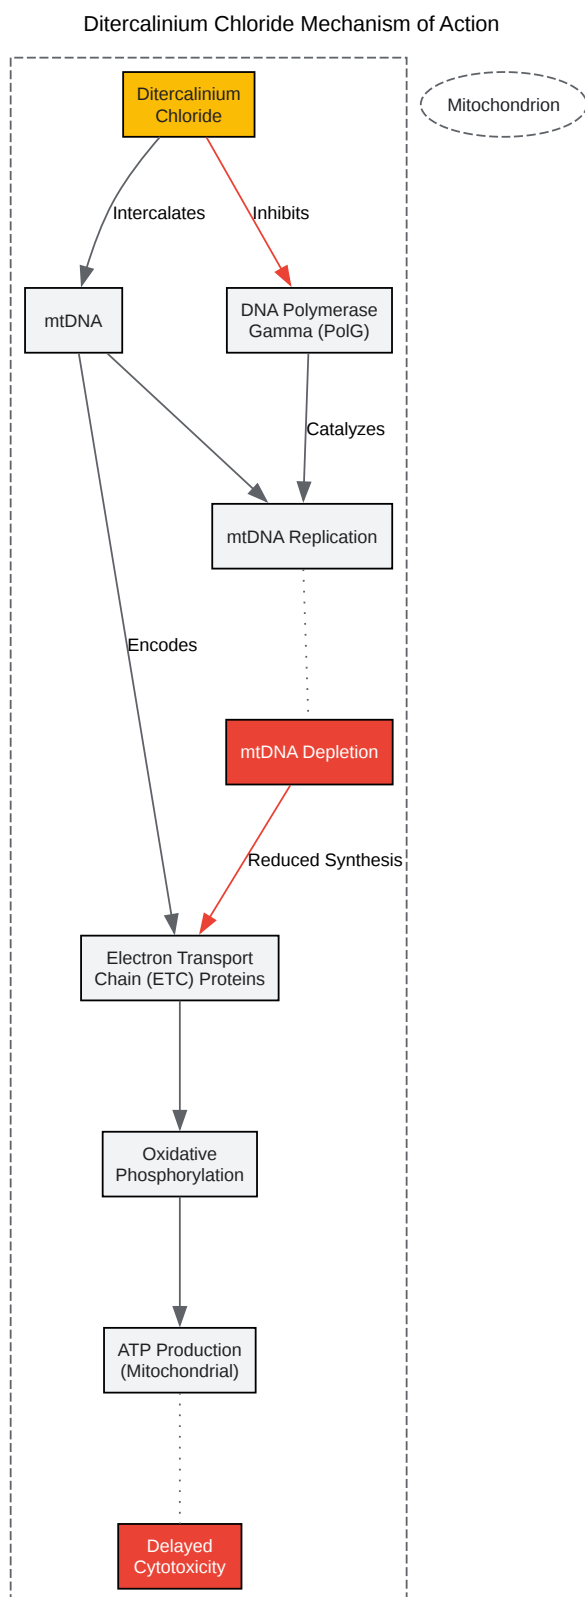 Ditercalinium Chloride Mechanism of Action
Ditercalinium
Chloride
Mitochondrion
Intercalates
Inhibits
mtDNA
DNA Polymerase
Gamma (PolG)
Catalyzes
mtDNA Replication
Encodes
mtDNA Depletion
Reduced Synthesis
Electron Transport
Chain (ETC) Proteins
Oxidative
Phosphorylation
ATP Production
(Mitochondrial)
Delayed
Cytotoxicity